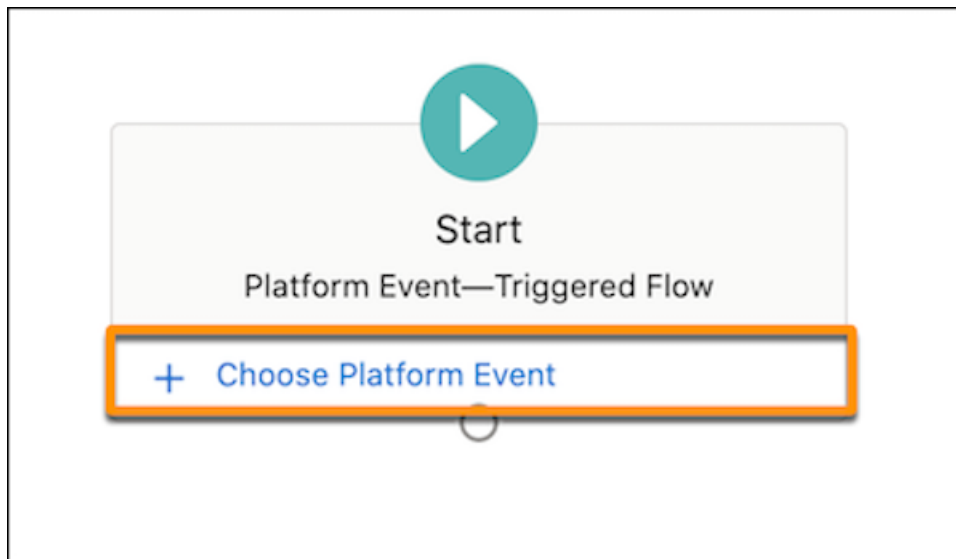 Start
Platform Event—Triggered Flow
+ Choose Platform Event